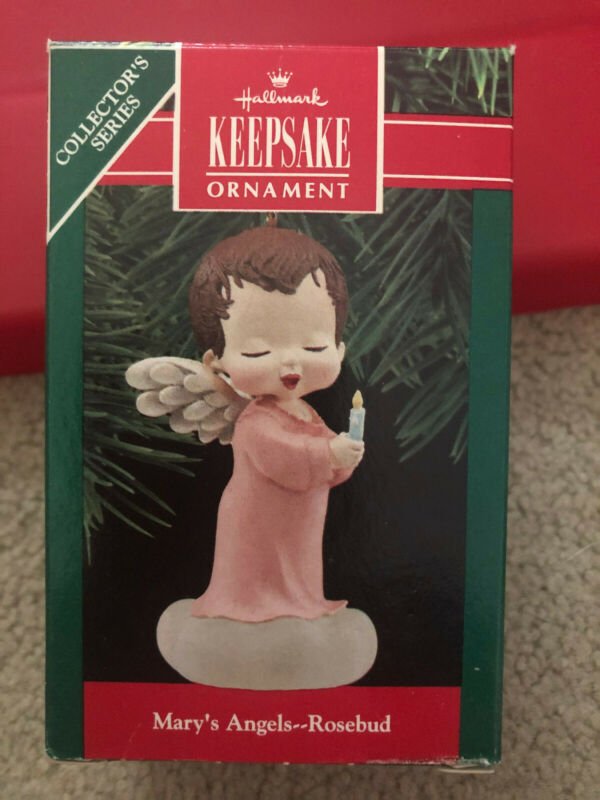 COLLECTOR'S
SERIES
Hallmark
KEEPSAKE
ORNAMENT
Mary's Angels--Rosebud